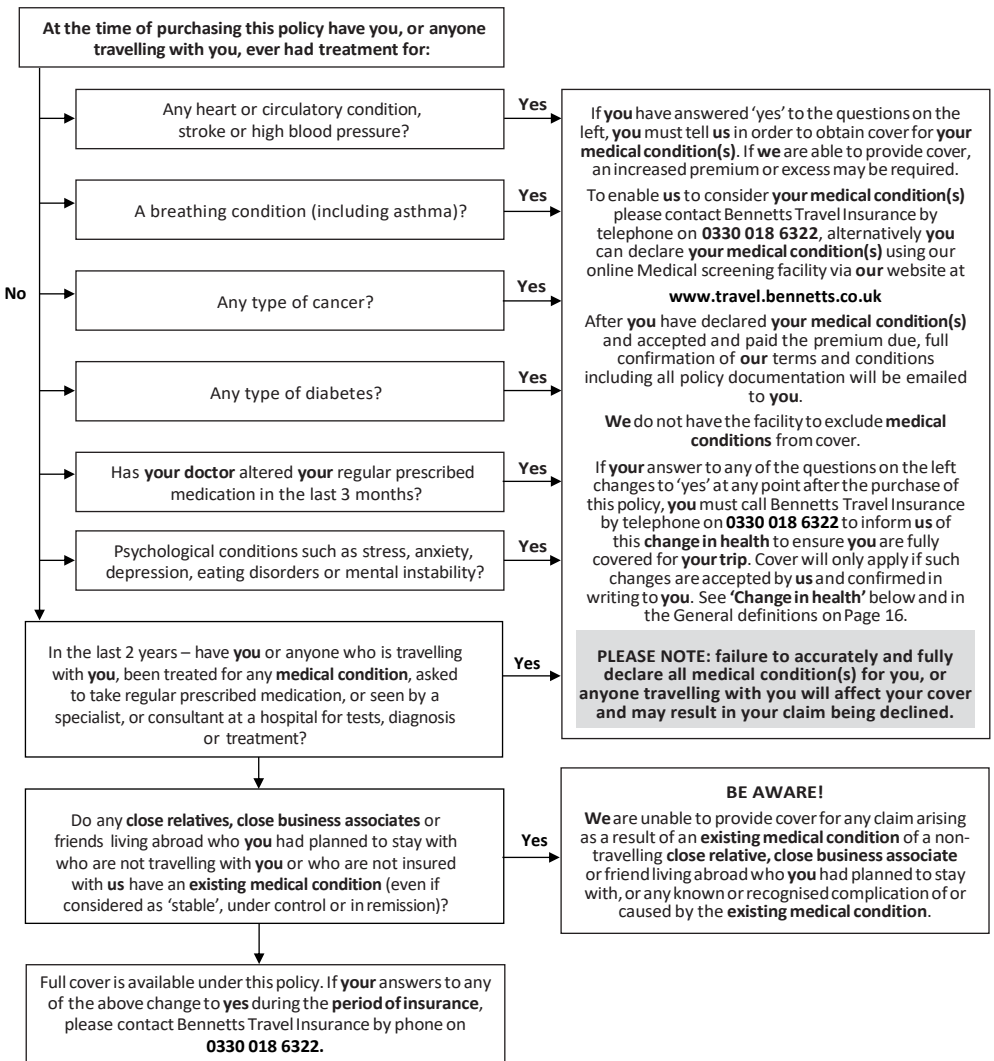 At the time of purchasing this policy have you, or anyone
travelling with you, ever had treatment for:
Any heart or circulatory condition,
stroke or high blood pressure?
Yes
A breathing condition (including asthma)?
Yes
No
Any type of cancer?
Yes
Any type of diabetes?
Yes
Has your doctor altered your regular prescribed
medication in the last 3 months?
Yes
Psychological conditions such as stress, anxiety,
depression, eating disorders or mental instability?
Yes
In the last 2 years – have you or anyone who is travelling
with you, been treated for any medical condition, asked
to take regular prescribed medication, or seen by a
specialist, or consultant at a hospital for tests, diagnosis
or treatment?
Yes
If you have answered ‘yes’ to the questions on the
left, you must tell us in order to obtain cover for your
medical condition(s). If we are able to provide cover,
an increased premium or excess may be required.
To enable us to consider your medical condition(s)
please contact Bennetts Travel Insurance by
telephone on 0330 018 6322, alternatively you
can declare your medical condition(s) using our
online Medical screening facility via our website at
www.travel.bennetts.co.uk
After you have declared your medical condition(s)
and accepted and paid the premium due, full
confirmation of our terms and conditions
including all policy documentation will be emailed
to you.
We do not have the facility to exclude medical
conditions from cover.
If your answer to any of the questions on the left
changes to ‘yes’ at any point after the purchase of
this policy, you must call Bennetts Travel Insurance
by telephone on 0330 018 6322 to inform us of
this change in health to ensure you are fully
covered for your trip. Cover will only apply if such
changes are accepted by us and confirmed in
writing to you. See ‘Change in health’ below and in
the General definitions on Page 16.
PLEASE NOTE: failure to accurately and fully
declare all medical condition(s) for you, or
anyone travelling with you will affect your cover
and may result in your claim being declined.
Do any close relatives, close business associates or
friends living abroad who you had planned to stay with
who are not travelling with you or who are not insured
with us have an existing medical condition (even if
considered as ‘stable’, under control or in remission)?
Yes
BE AWARE!
We are unable to provide cover for any claim arising
as a result of an existing medical condition of a non-
travelling close relative, close business associate
or friend living abroad who you had planned to stay
with, or any known or recognised complication of or
caused by the existing medical condition.
Full cover is available under this policy. If your answers to any
of the above change to yes during the period of insurance,
please contact Bennetts Travel Insurance by phone on
0330 018 6322.